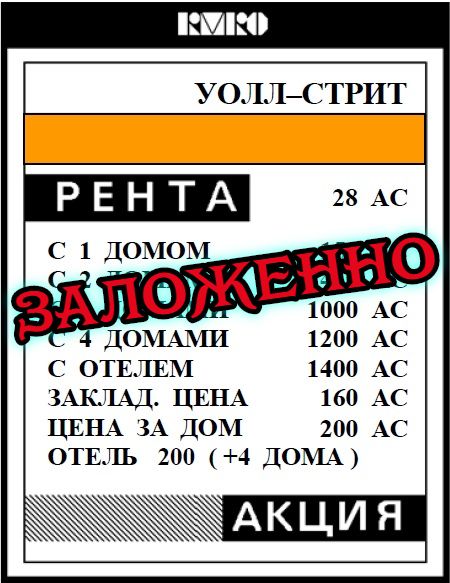 RMRO
УОЛЛ–СТРИТ
РЕНТА 28 АС
С 1 ДОМОМ
С 2
ЗАЛОЖЕННО
1000 АС
С 4 ДОМАМИ 1200 АС
С ОТЕЛЕМ 1400 АС
ЗАКЛАД. ЦЕНА 160 АС
ЦЕНА ЗА ДОМ 200 АС
ОТЕЛЬ 200 ( +4 ДОМА )
АКЦИЯ